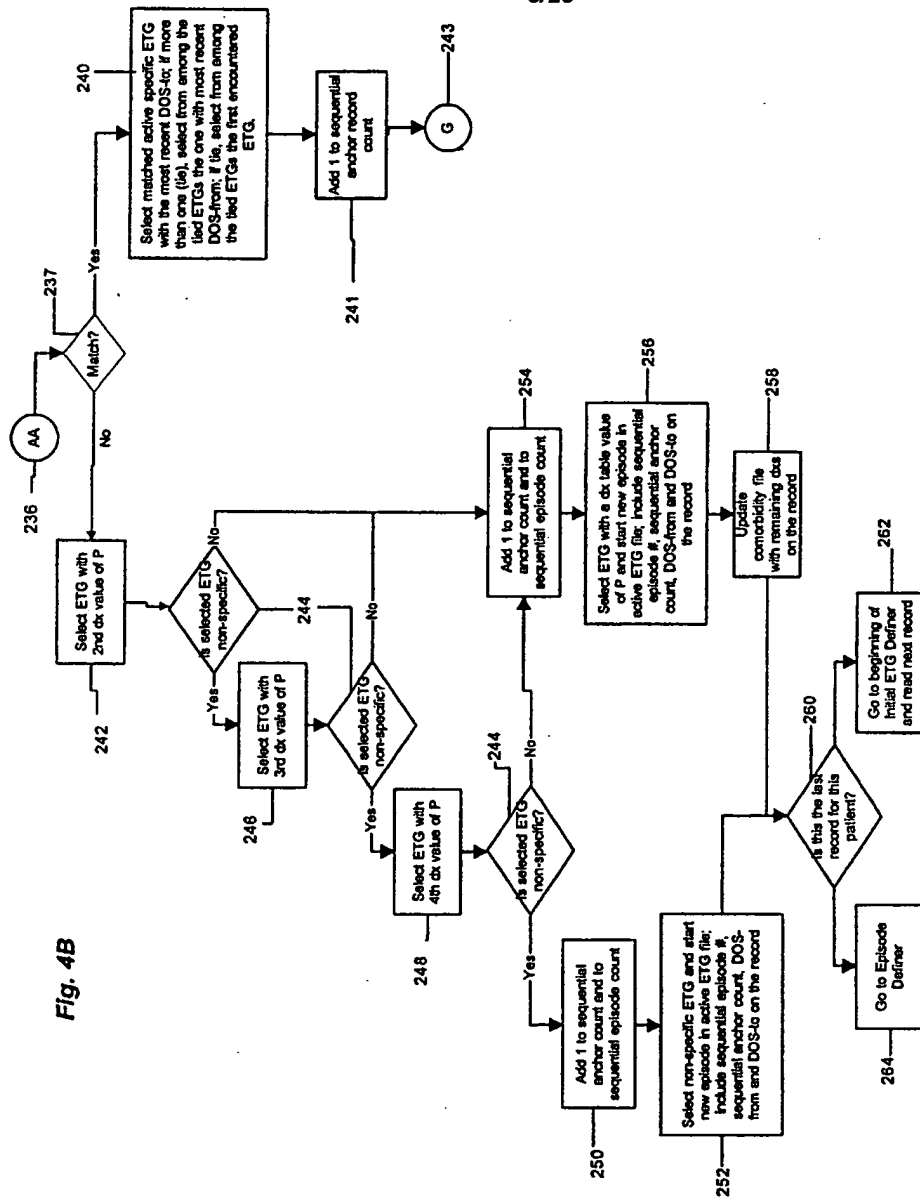 Fig. 4B
236
AA
237
Match?
Yes
No
240
Select matched active specific ETG
with the most recent DOS-to; if more
than one (tie), select from among the
tied ETGs the one with most recent
DOS-from; if tie, select from among
the tied ETGs the first encountered
ETG.
241
Add 1 to sequential
anchor record
count
G
243
242
Select ETG with
2nd dx value of P
Is selected ETG
non-specific?
No
Yes
244
246
Select ETG with
3rd dx value of P
Is selected ETG
non-specific?
No
Yes
248
Select ETG with
4th dx value of P
244
Is selected ETG
non-specific?
No
Yes
254
Add 1 to sequential
anchor count and to
sequential episode count
256
Select ETG with a dx table value
of P and start new episode in
active ETG file; include sequential
episode #, sequential anchor
count, DOS-from and DOS-to on
the record
258
Update
comorbidity file
with remaining dxs
on the record
250
Add 1 to sequential
anchor count and to
sequential episode count
252
Select non-specific ETG and start
new episode in active ETG file;
include sequential episode #,
sequential anchor count, DOS-
from and DOS-to on the record
260
Is this the last
record for this
patient?
262
Go to beginning of
Initial ETG Definer
and read next record
264
Go to Episode
Definer